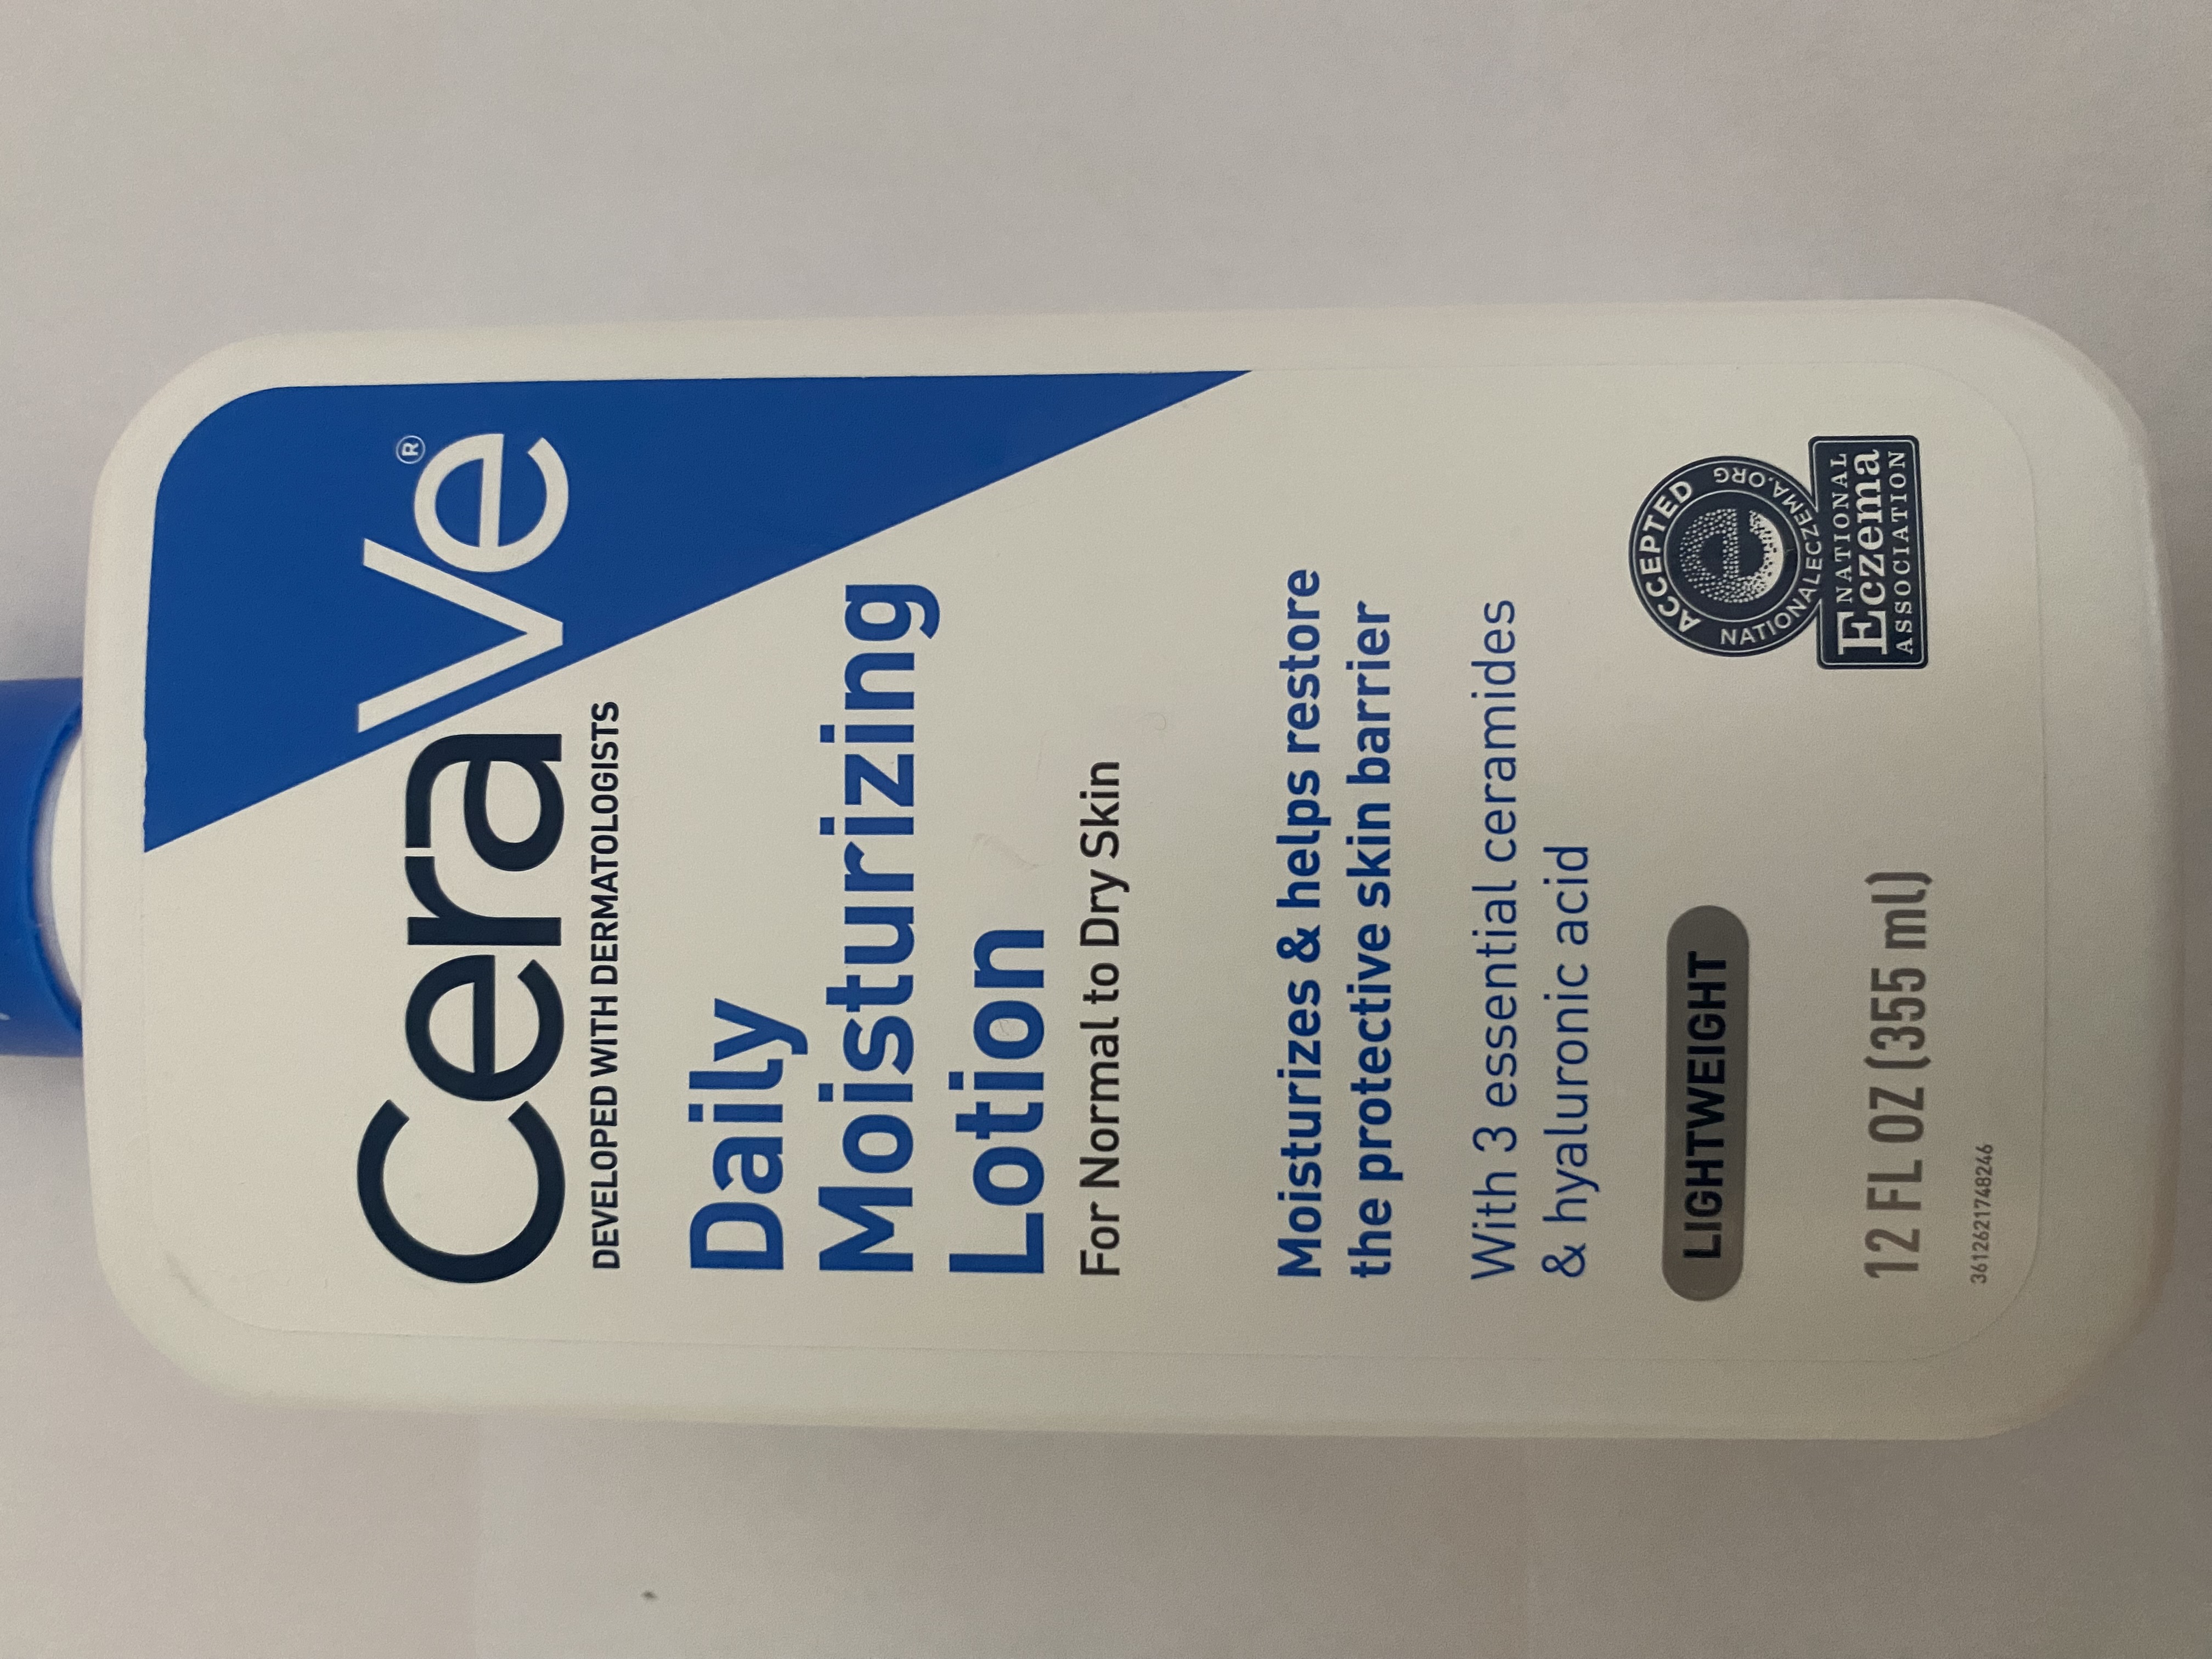 CeraVe®
DEVELOPED WITH DERMATOLOGISTS
Daily
Moisturizing
Lotion
For Normal to Dry Skin
Moisturizes & helps restore
the protective skin barrier
With 3 essential ceramides
& hyaluronic acid
LIGHTWEIGHT
ACCEPTED
e
NATIONALECZEMA.ORG
NATIONAL
Eczema
ASSOCIATION
12 FL OZ (355 ml)
3612621748246